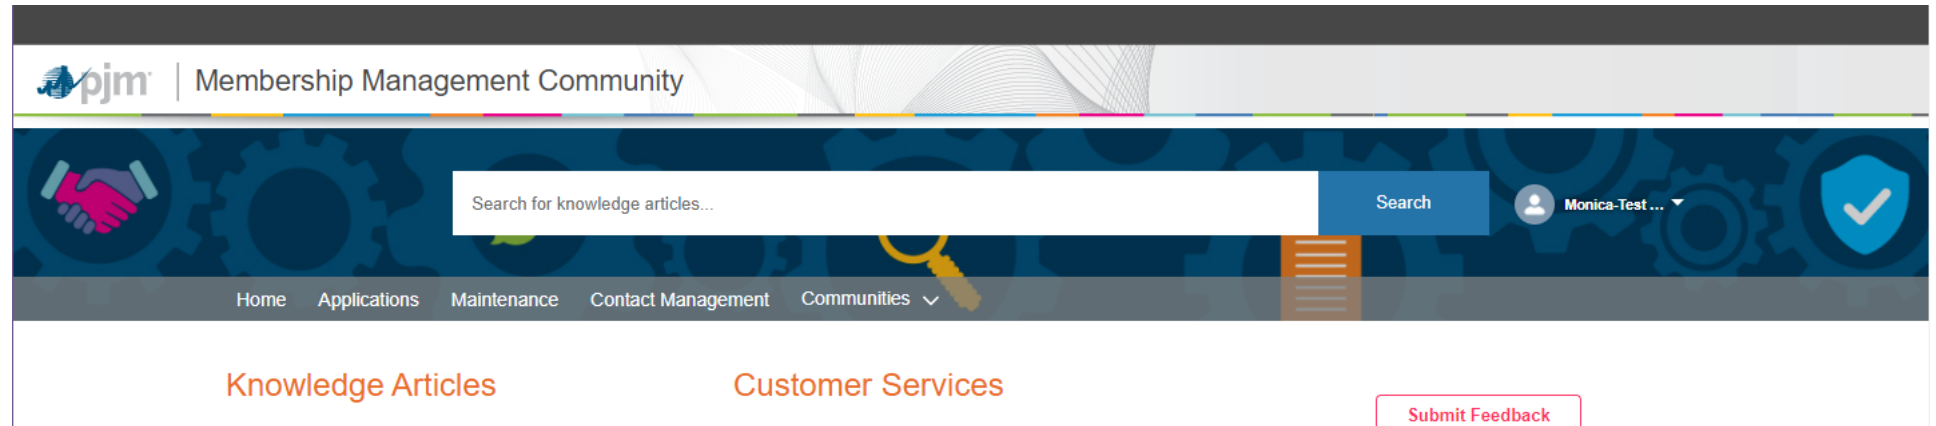 pjm
Membership Management Community
Search for knowledge articles...
Search
Monica-Test ...
Home Applications Maintenance Contact Management Communities
Knowledge Articles
Customer Services
Submit Feedback